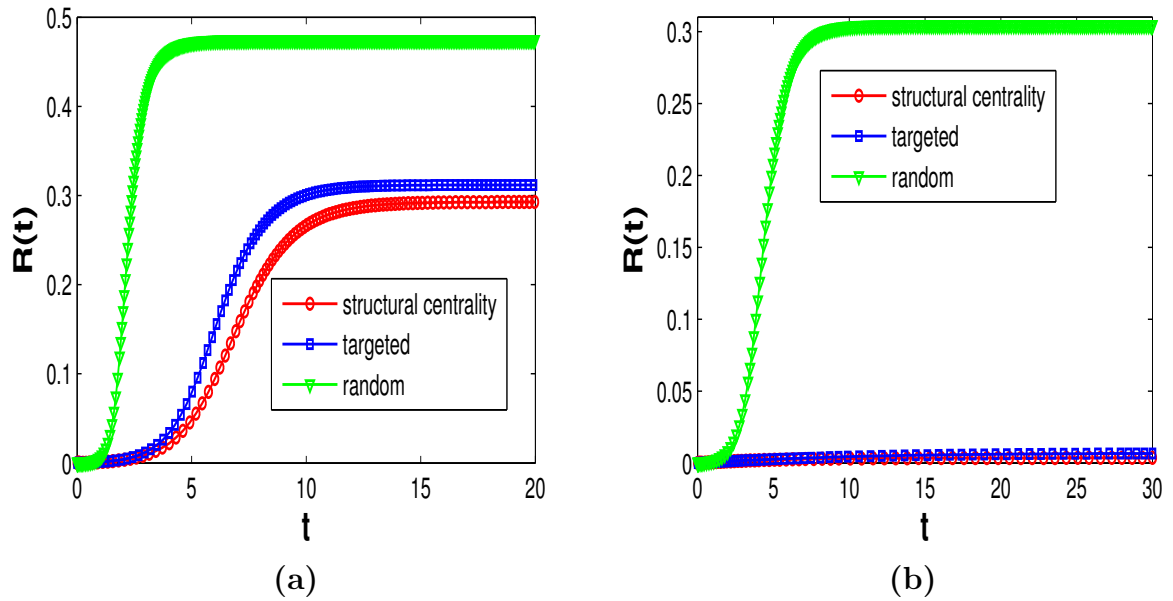 0.5
0.4
0.3
0.2
0.1
0
R(t)
structural centrality
targeted
random
0 5 10 15 20
t
(a)
0.3
0.25
0.2
0.15
0.1
0.05
0
R(t)
structural centrality
targeted
random
0 5 10 15 20 25 30
t
(b)